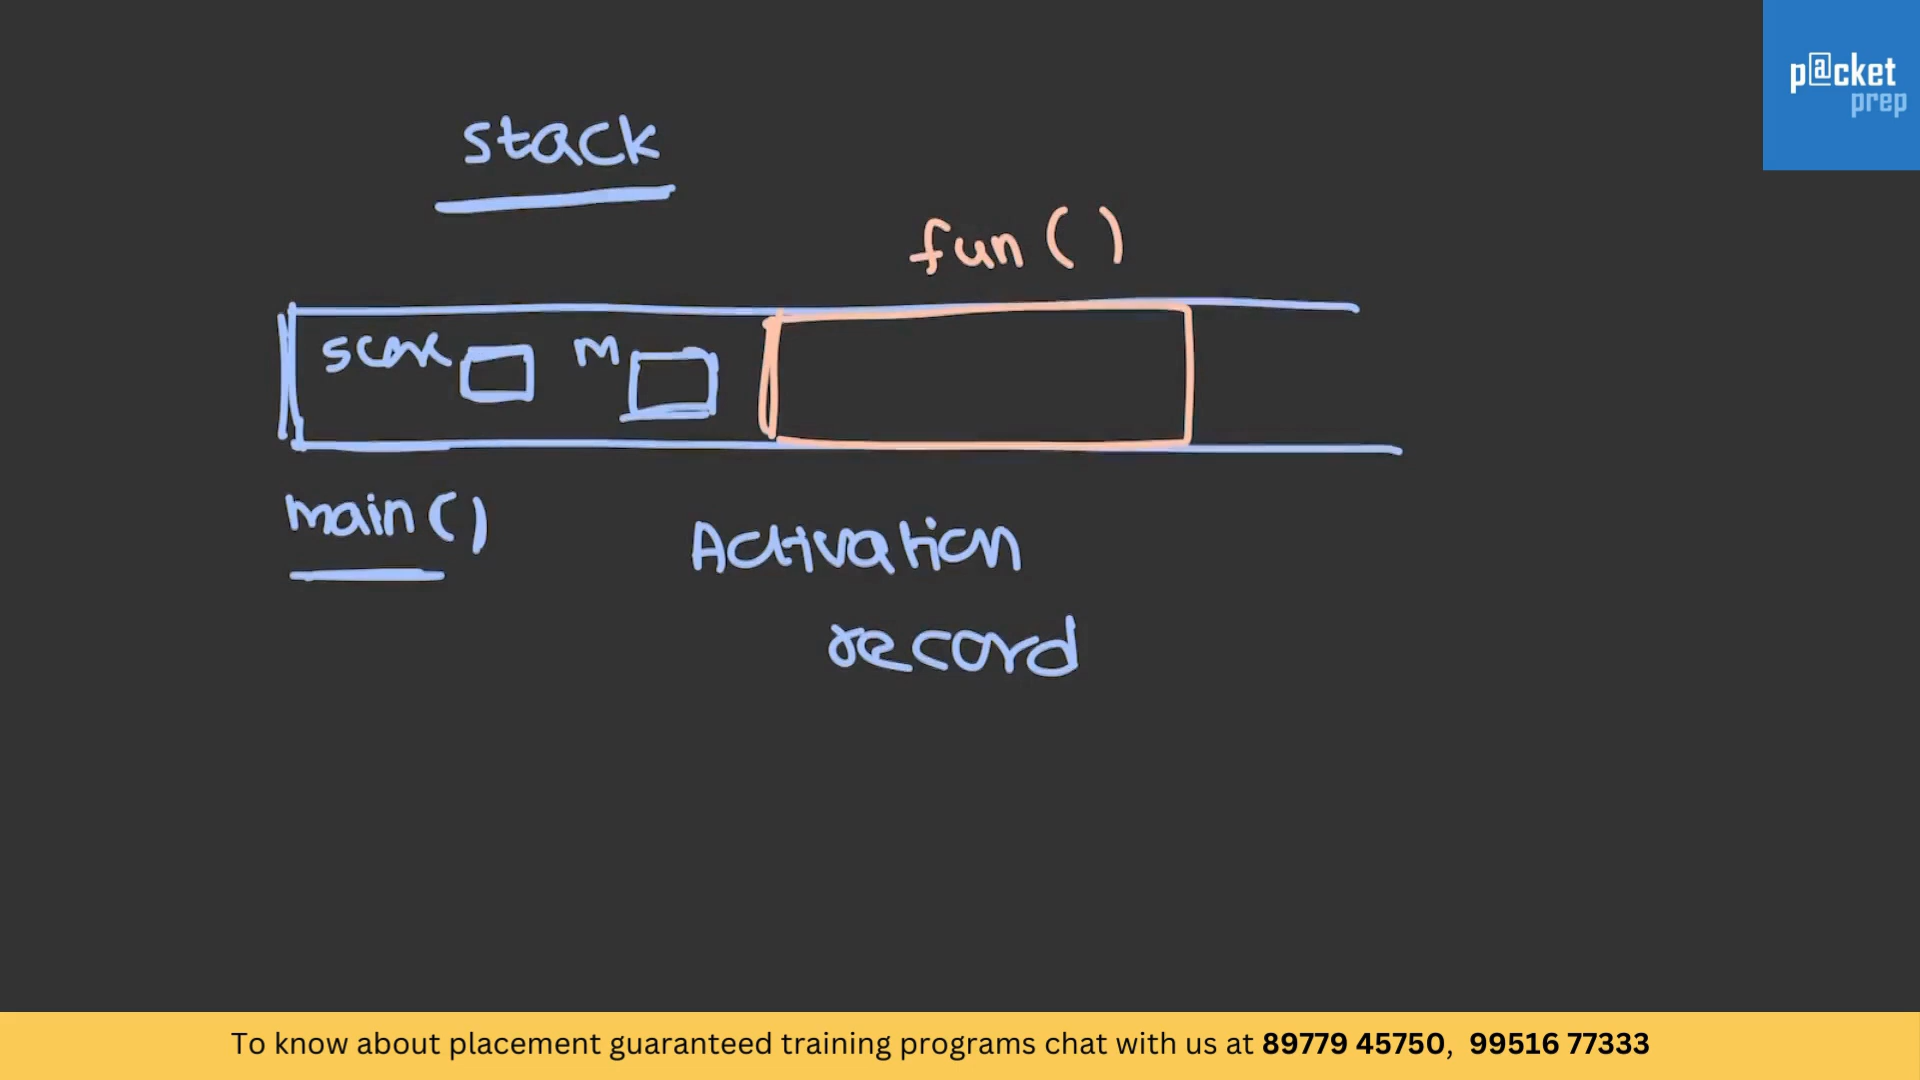 p@cket
prep
stack
fun()
score m
main()
Activation
record
To know about placement guaranteed training programs chat with us at 89779 45750, 99516 77333